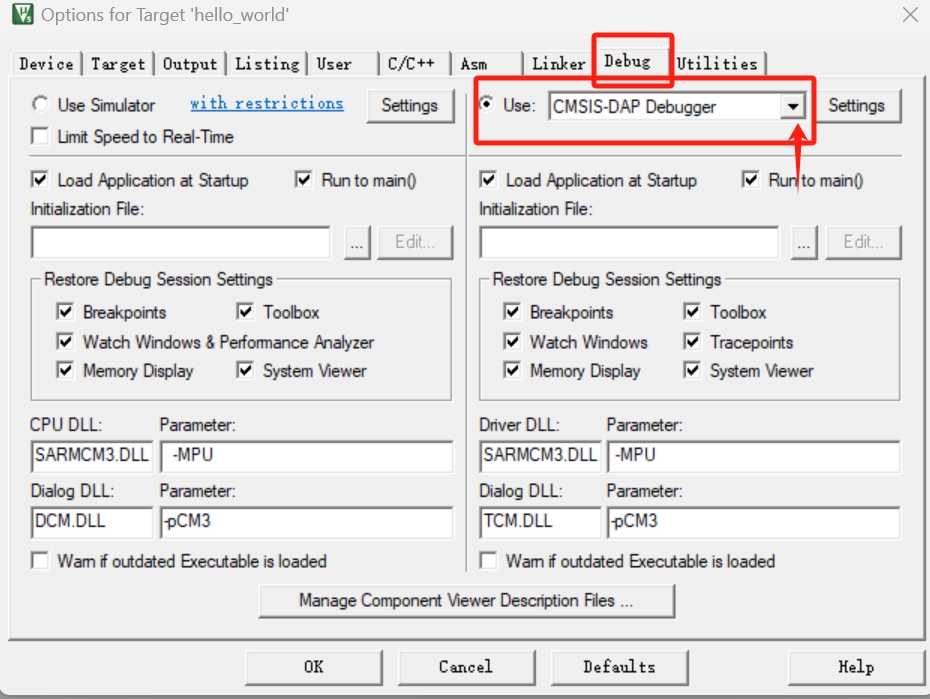 Options for Target 'hello_world'
Device Target Output Listing User C/C++ Asm Linker Debug Utilities
Use Simulator with restrictions Settings Use: CMSIS-DAP Debugger Settings
Limit Speed to Real-Time
Load Application at Startup Run to main() Load Application at Startup Run to main()
Initialization File: Initialization File:
... Edit... ... Edit...
Restore Debug Session Settings Restore Debug Session Settings
Breakpoints Toolbox Breakpoints Toolbox
Watch Windows & Performance Analyzer Watch Windows Tracepoints
Memory Display System Viewer Memory Display System Viewer
CPU DLL: Parameter: Driver DLL: Parameter:
SARMCM3.DLL -MPU SARMCM3.DLL -MPU
Dialog DLL: Parameter: Dialog DLL: Parameter:
DCM.DLL -pCM3 TCM.DLL -pCM3
Warn if outdated Executable is loaded Warn if outdated Executable is loaded
Manage Component Viewer Description Files ...
OK Cancel Defaults Help